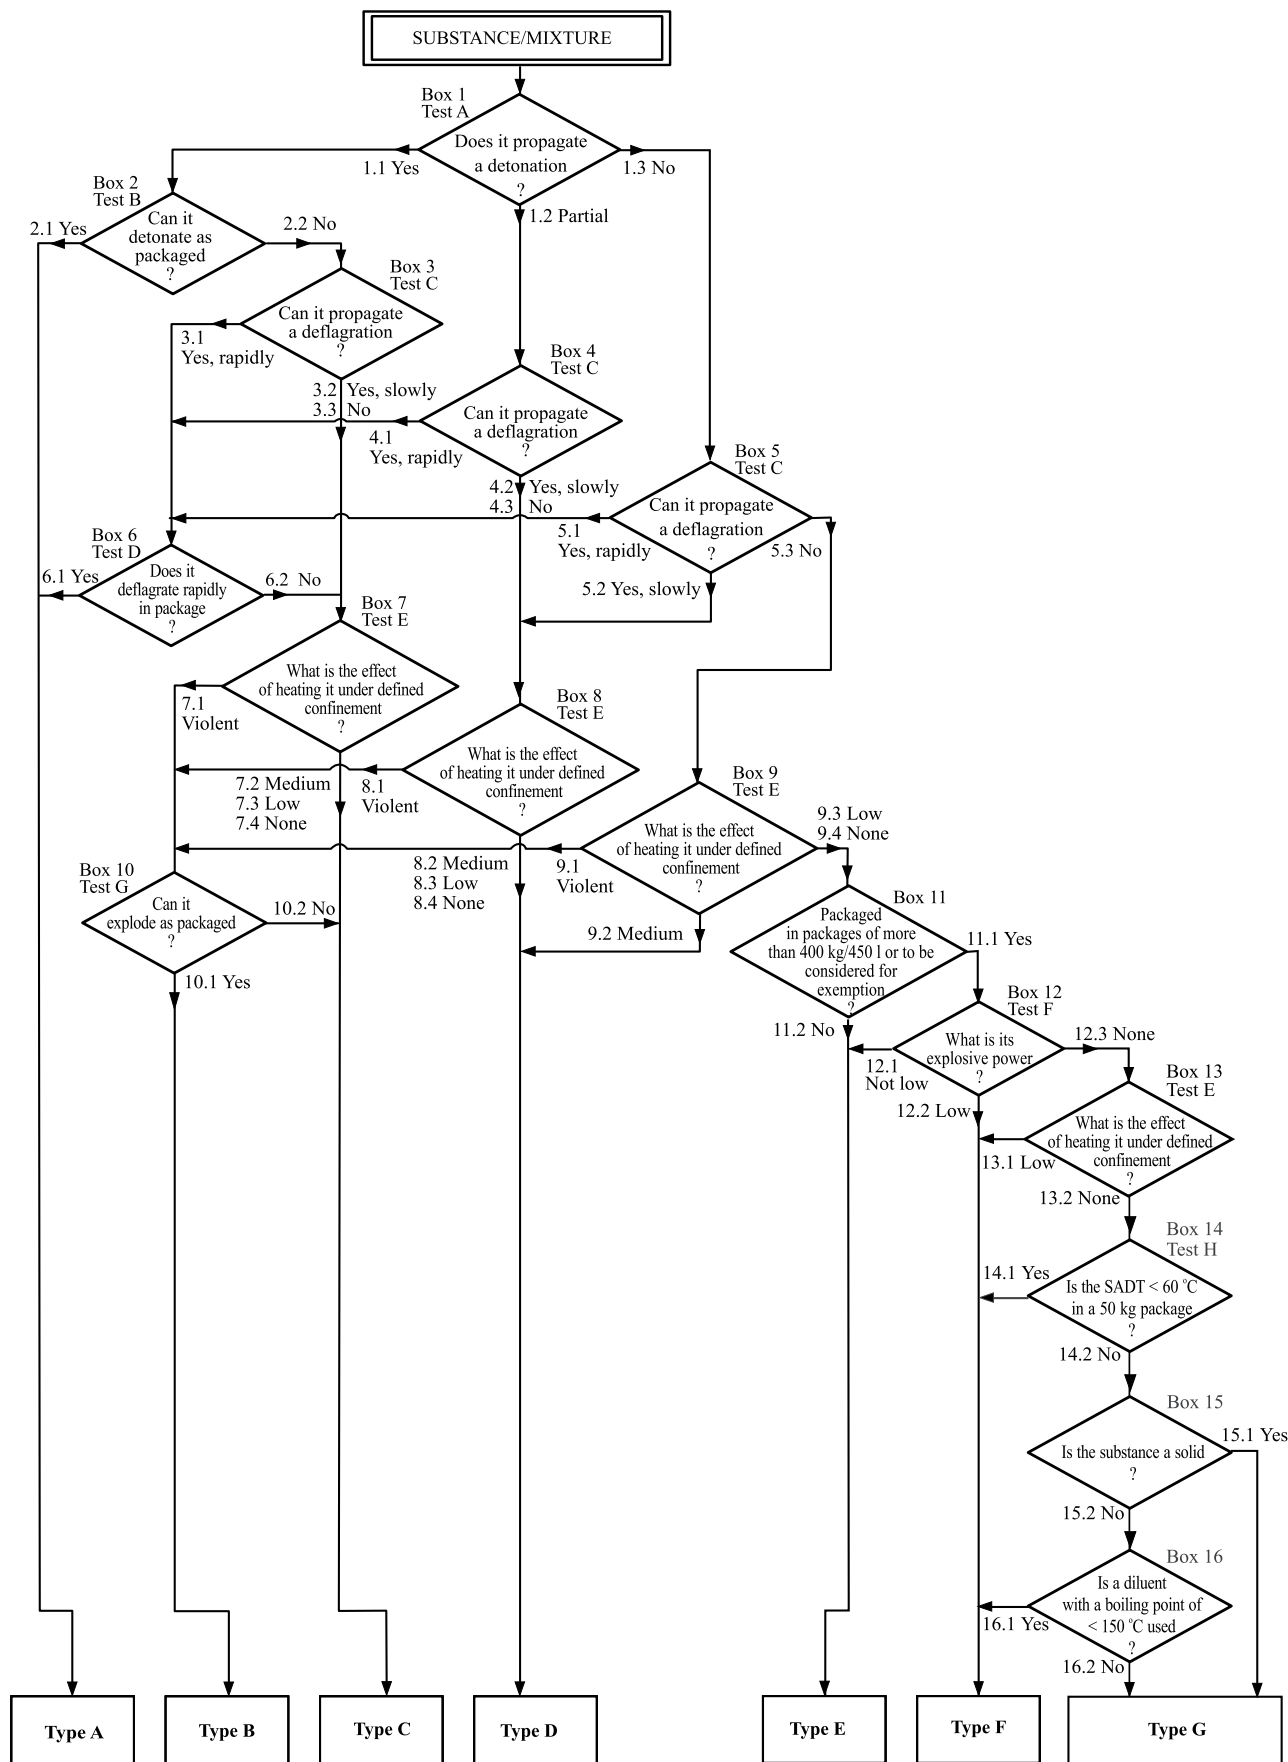 SUBSTANCE/MIXTURE
Box 1
Test A
Does it propagate
a detonation
?
1.1 Yes
1.3 No
1.2 Partial
Box 2
Test B
Can it
detonate as
packaged
?
2.1 Yes
2.2 No
Box 3
Test C
Can it propagate
a deflagration
?
3.1
Yes, rapidly
3.2 Yes, slowly
3.3 No
Box 4
Test C
Can it propagate
a deflagration
?
4.1
Yes, rapidly
4.2 Yes, slowly
4.3 No
Box 5
Test C
Can it propagate
a deflagration
?
5.1
Yes, rapidly
5.3 No
5.2 Yes, slowly
Box 6
Test D
Does it
deflagrate rapidly
in package
?
6.1 Yes
6.2 No
Box 7
Test E
What is the effect
of heating it under defined
confinement
?
7.1
Violent
7.2 Medium
7.3 Low
7.4 None
Box 8
Test E
What is the effect
of heating it under defined
confinement
?
8.1
Violent
8.2 Medium
8.3 Low
8.4 None
Box 9
Test E
What is the effect
of heating it under defined
confinement
?
9.1
Violent
9.3 Low
9.4 None
9.2 Medium
Box 10
Test G
Can it
explode as packaged
?
10.2 No
10.1 Yes
Box 11
Packaged
in packages of more
than 400 kg/450 l or to be
considered for
exemption
?
11.1 Yes
11.2 No
Box 12
Test F
What is its
explosive power
?
12.1
Not low
12.3 None
12.2 Low
Box 13
Test E
What is the effect
of heating it under defined
confinement
?
13.1 Low
13.2 None
Box 14
Test H
Is the SADT < 60 °C
in a 50 kg package
?
14.1 Yes
14.2 No
Box 15
Is the substance a solid
?
15.1 Yes
15.2 No
Box 16
Is a diluent
with a boiling point of
< 150 °C used
?
16.1 Yes
16.2 No
Type A
Type B
Type C
Type D
Type E
Type F
Type G